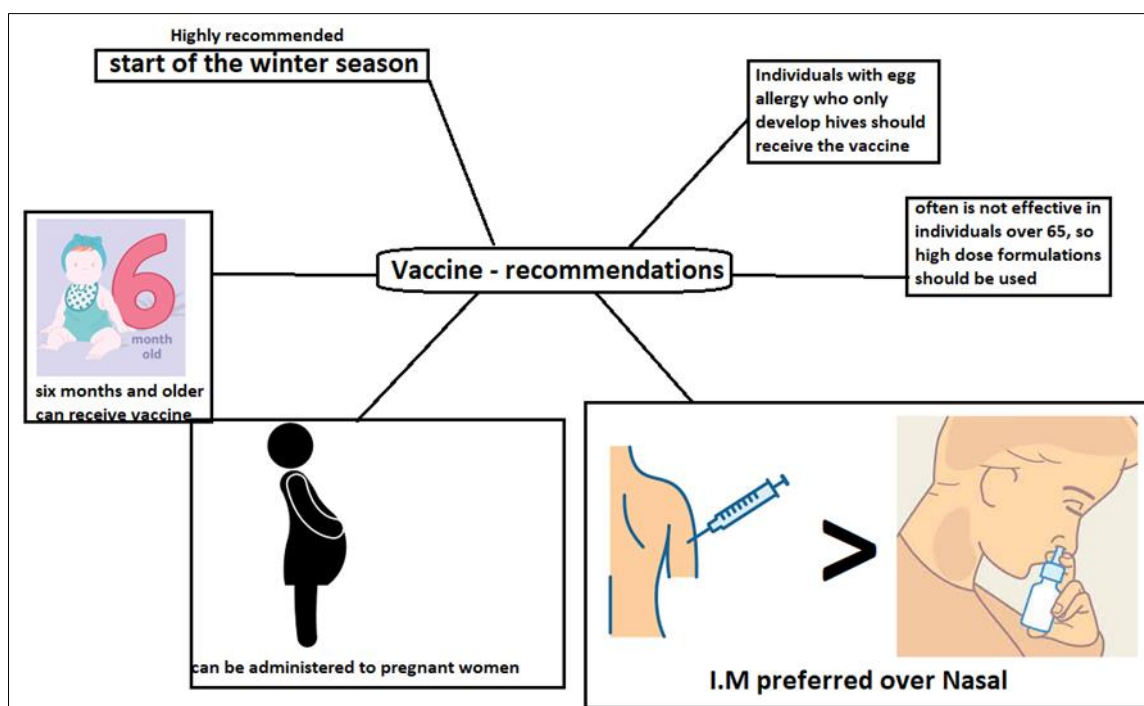 Highly recommended
start of the winter season
Individuals with egg
allergy who only
develop hives should
receive the vaccine
often is not effective in
individuals over 65, so
high dose formulations
should be used
Vaccine - recommendations
6
month
old
six months and older
can receive vaccine
can be administered to pregnant women
>
I.M preferred over Nasal